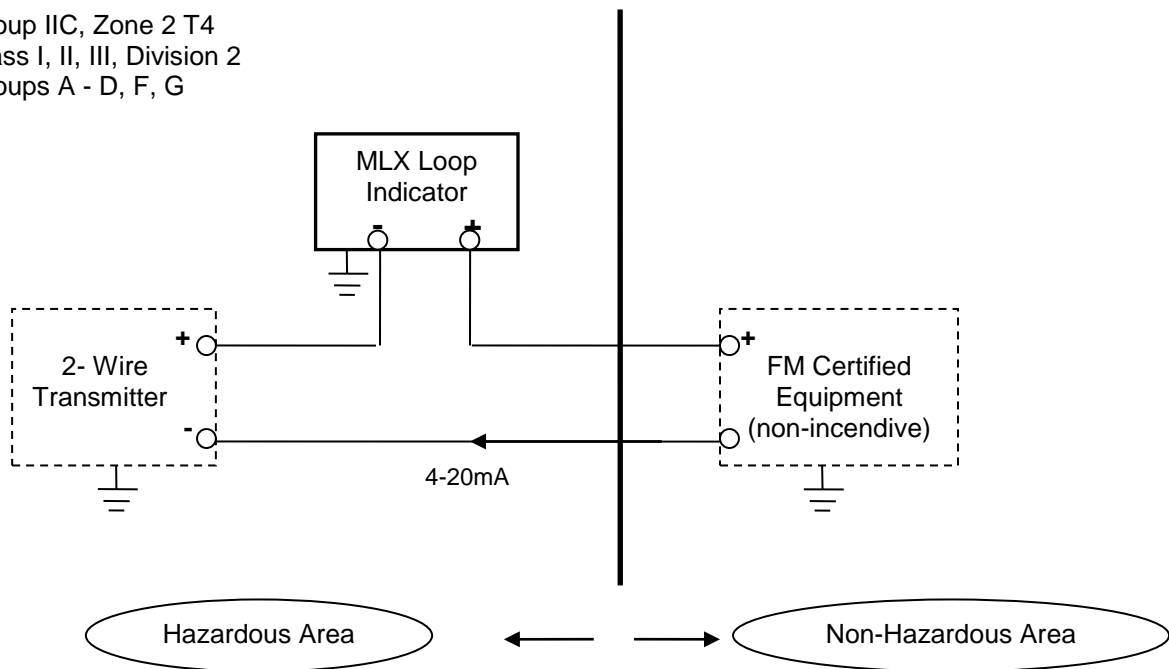 oup IIC, Zone 2 T4
ass I, II, III, Division 2
oups A - D, F, G
MLX Loop
Indicator
- +
+
2- Wire
Transmitter
-
+
FM Certified
Equipment
(non-incendive)
4-20mA
Hazardous Area
Non-Hazardous Area